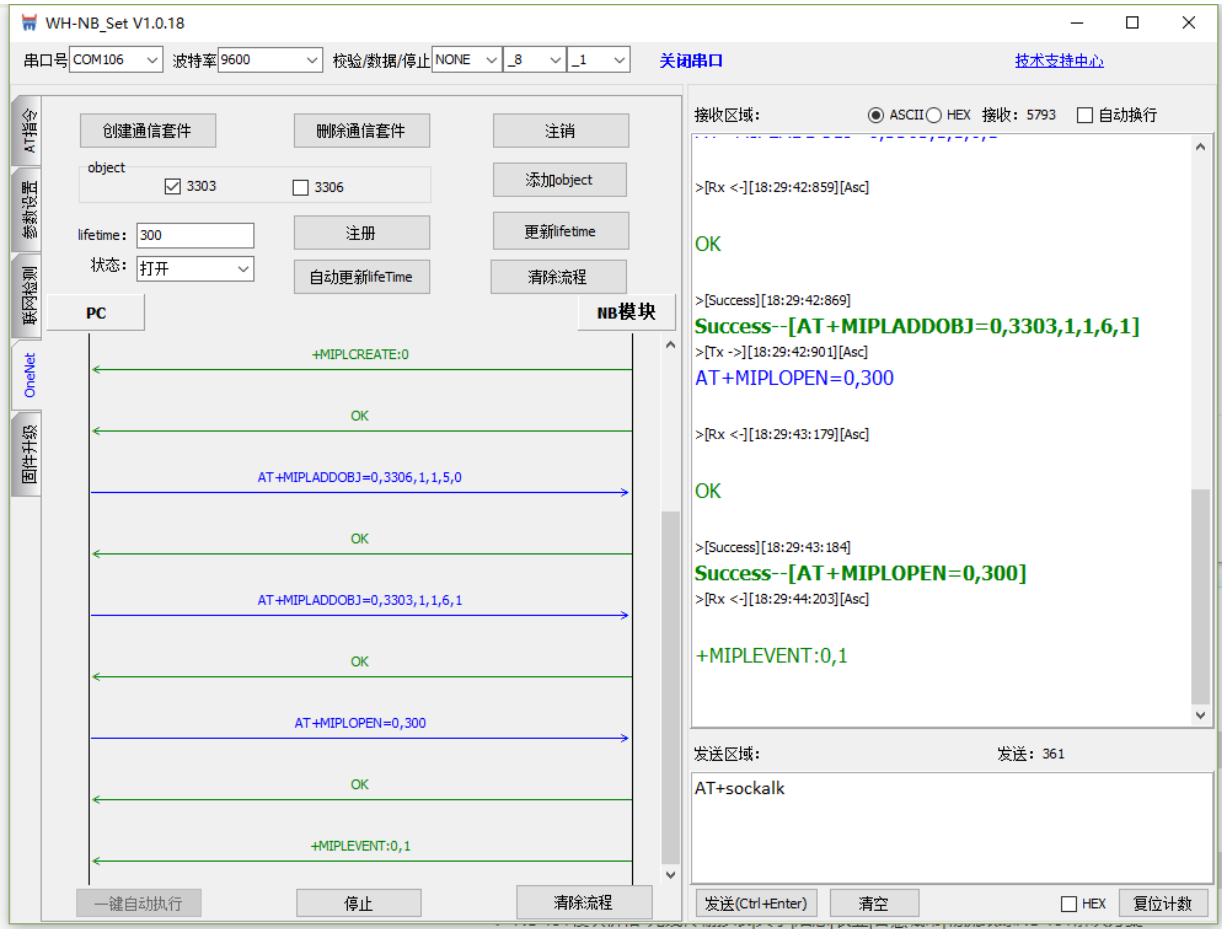 WH-NB_Set V1.0.18
串口号 COM106 波特率 9600 校验/数据/停止 NONE _8 _1 关闭串口 技术支持中心
AT指令
参数设置
联网检测
OneNet
固件升级
创建通信套件 删除通信套件 注销
object
3303 3306 添加object
lifetime: 300 注册 更新lifetime
状态: 打开 自动更新lifeTime 清除流程
PC NB模块
+MIPLCREATE:0
OK
AT+MIPLADDOBJ=0,3306,1,1,5,0
OK
AT+MIPLADDOBJ=0,3303,1,1,6,1
OK
AT+MIPLOPEN=0,300
OK
+MIPLEVENT:0,1
一键自动执行 停止 清除流程
接收区域: ASCII HEX 接收: 5793 自动换行
>[Rx <-][18:29:42:859][Asc]
OK
>[Success][18:29:42:869]
Success--[AT+MIPLADDOBJ=0,3303,1,1,6,1]
>[Tx ->][18:29:42:901][Asc]
AT+MIPLOPEN=0,300
>[Rx <-][18:29:43:179][Asc]
OK
>[Success][18:29:43:184]
Success--[AT+MIPLOPEN=0,300]
>[Rx <-][18:29:44:203][Asc]
+MIPLEVENT:0,1
发送区域: 发送: 361
AT+sockalk
发送(Ctrl+Enter) 清空 HEX 复位计数